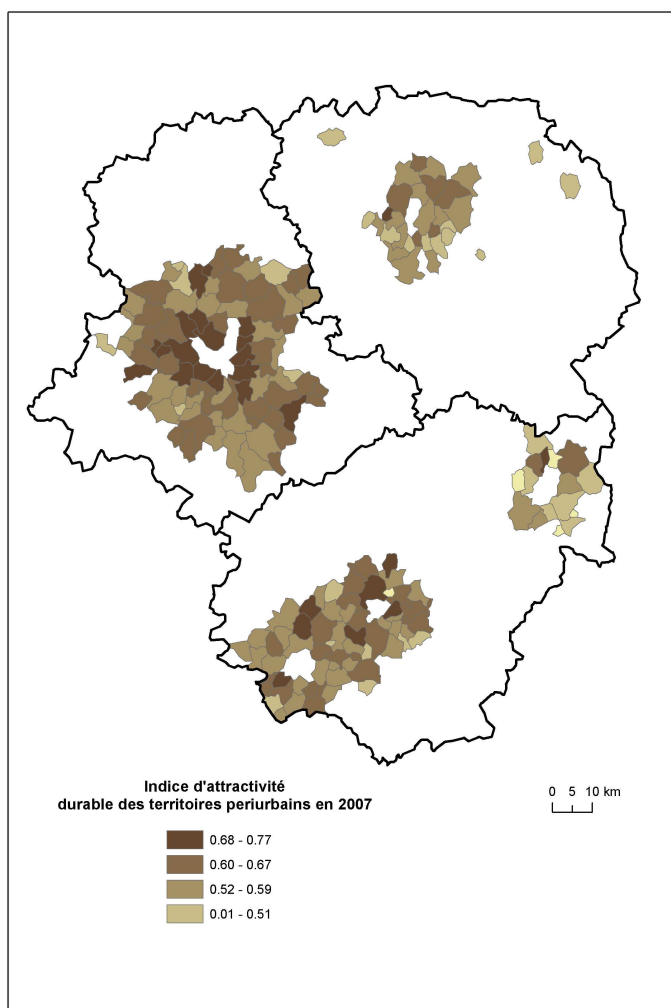 Indice d'attractivité
durable des territoires periurbains en 2007
0 5 10 km
0.68 - 0.77
0.60 - 0.67
0.52 - 0.59
0.01 - 0.51